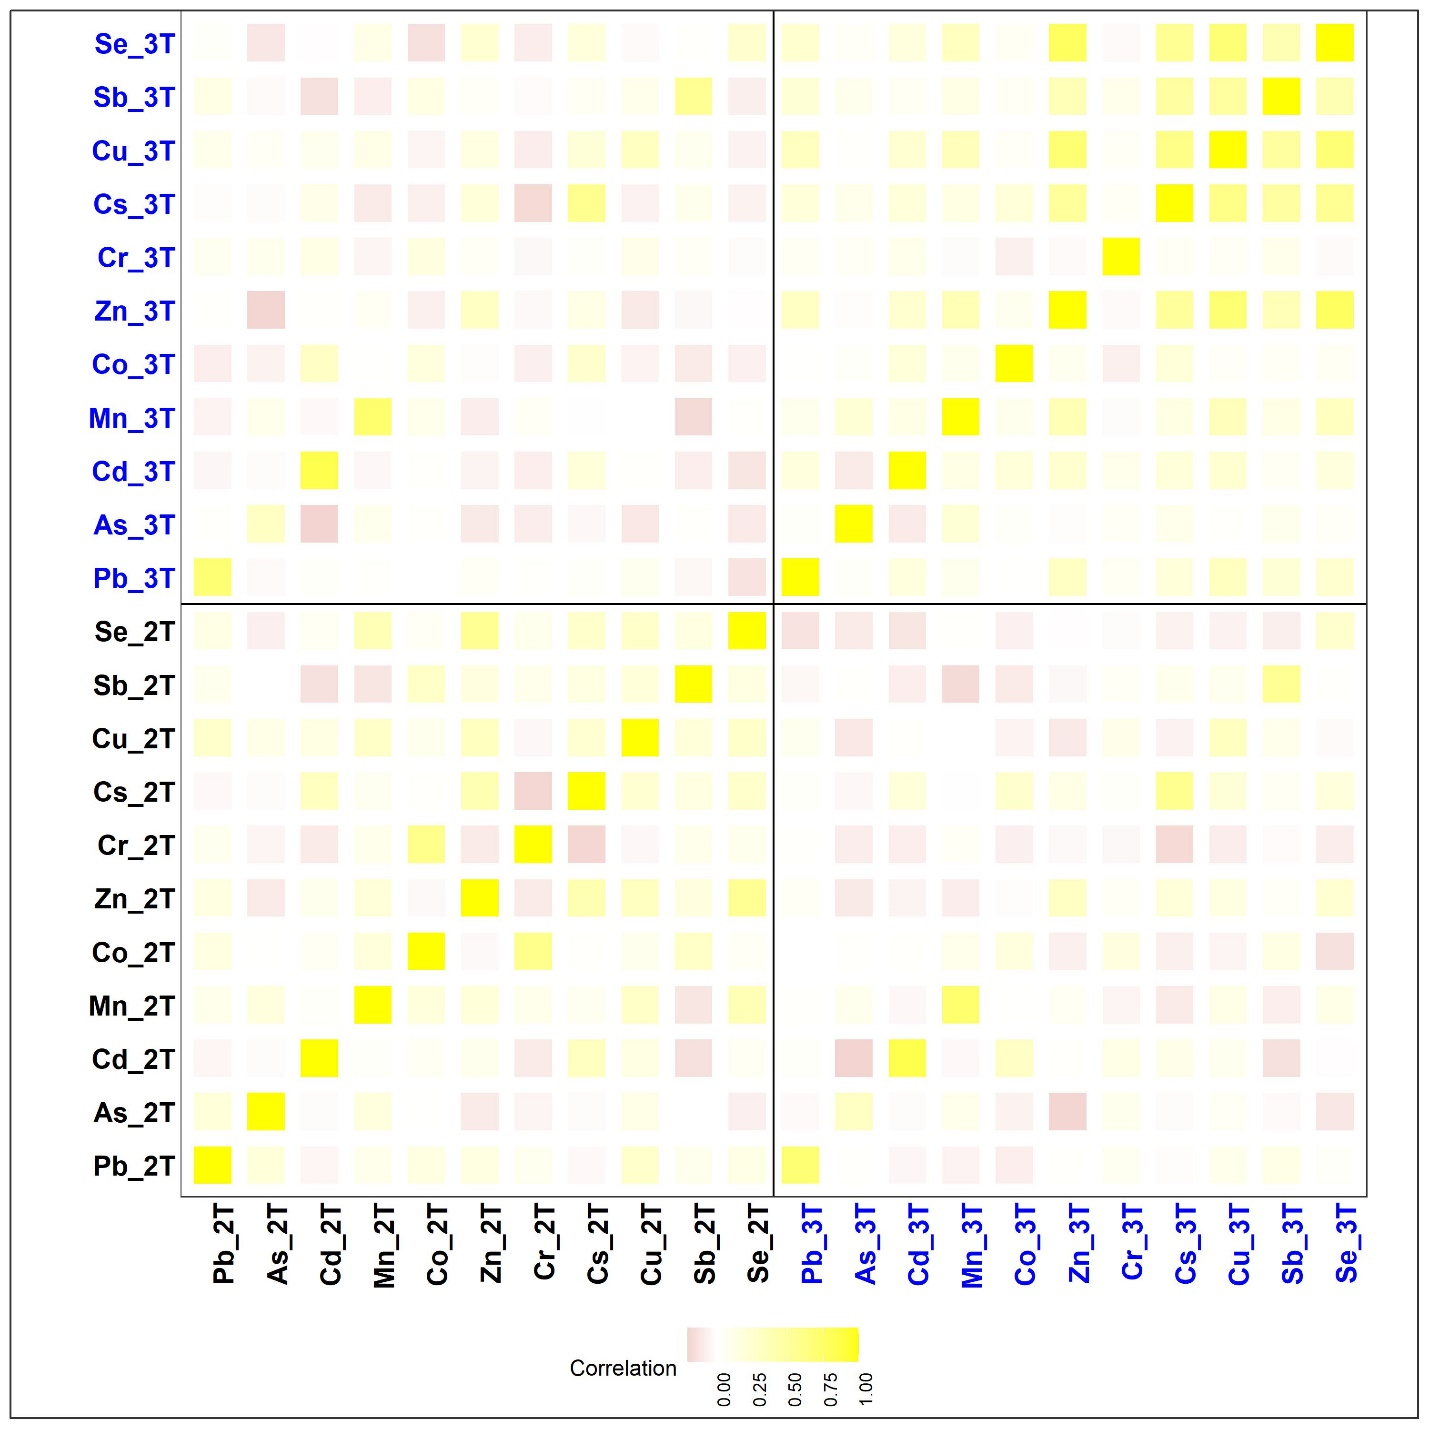 Se_3T
Sb_3T
Cu_3T
Cs_3T
Cr_3T
Zn_3T
Co_3T
Mn_3T
Cd_3T
As_3T
Pb_3T
Se_2T
Sb_2T
Cu_2T
Cs_2T
Cr_2T
Zn_2T
Co_2T
Mn_2T
Cd_2T
As_2T
Pb_2T
Pb_2T
As_2T
Cd_2T
Mn_2T
Co_2T
Zn_2T
Cr_2T
Cs_2T
Cu_2T
Sb_2T
Se_2T
Pb_3T
As_3T
Cd_3T
Mn_3T
Co_3T
Zn_3T
Cr_3T
Cs_3T
Cu_3T
Sb_3T
Se_3T
Correlation
0.00
0.25
0.50
0.75
1.00